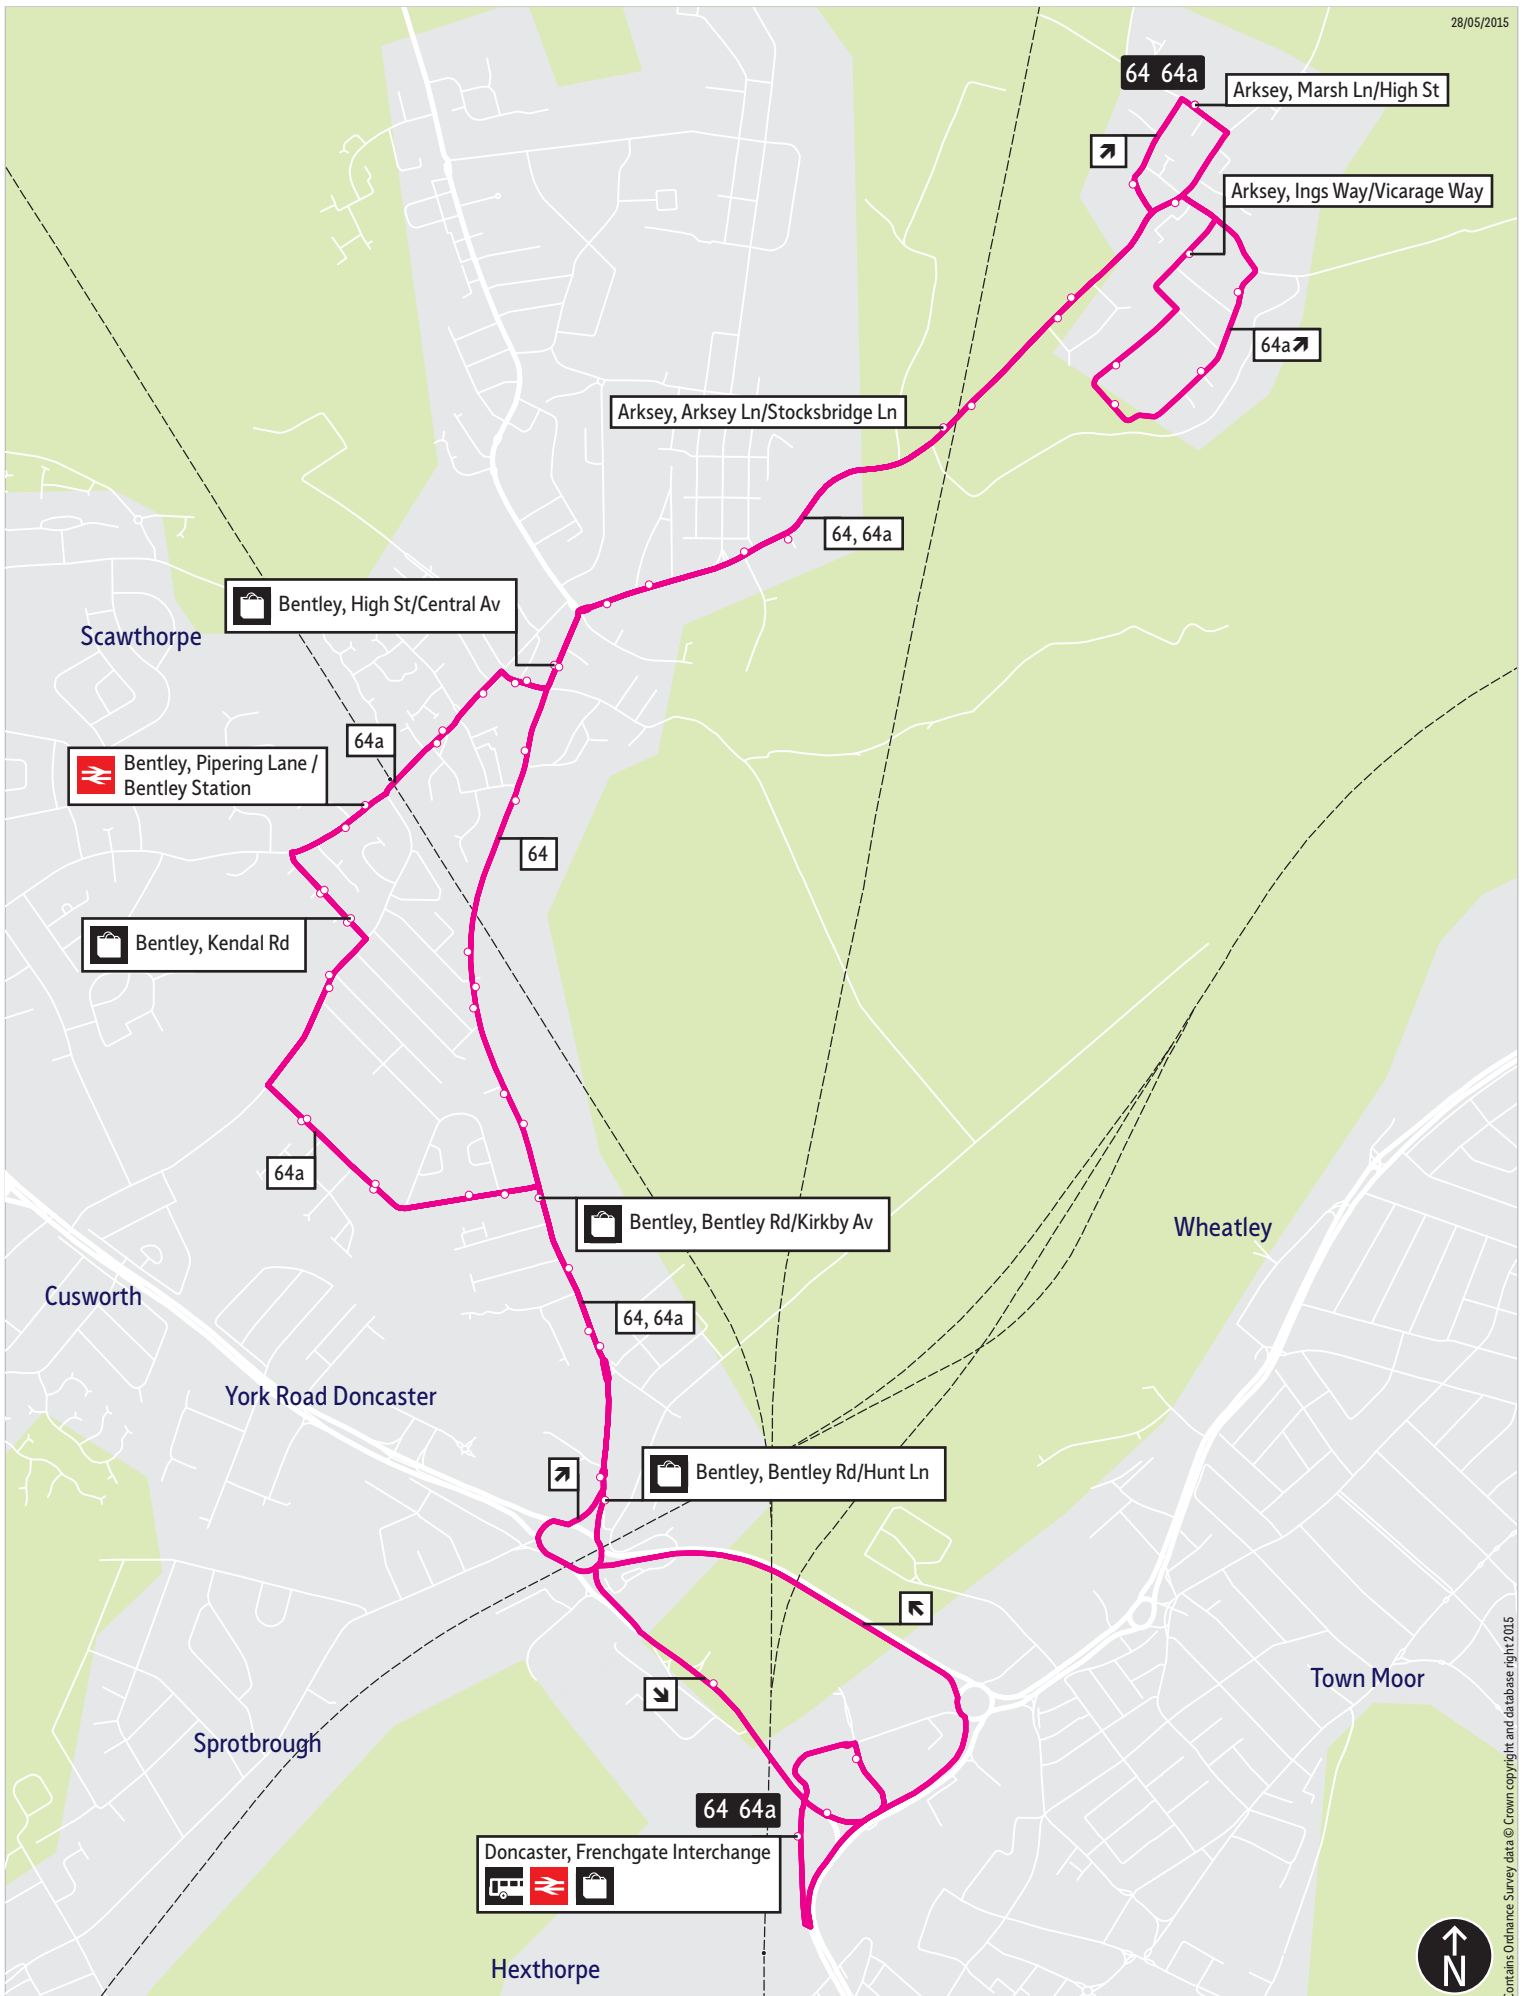 28/05/2015
64 64a
Arksey, Marsh Ln/High St
Arksey, Ings Way/Vicarage Way
64a
Arksey, Arksey Ln/Stocksbridge Ln
64, 64a
Bentley, High St/Central Av
Scawthorpe
64a
Bentley, Pipering Lane /
Bentley Station
64
Bentley, Kendal Rd
64a
Bentley, Bentley Rd/Kirkby Av
Wheatley
Cusworth
64, 64a
York Road Doncaster
Bentley, Bentley Rd/Hunt Ln
Town Moor
Sprotbrough
64 64a
Doncaster, Frenchgate Interchange
Hexthorpe
N
Contains Ordnance Survey data © Crown copyright and database right 2015